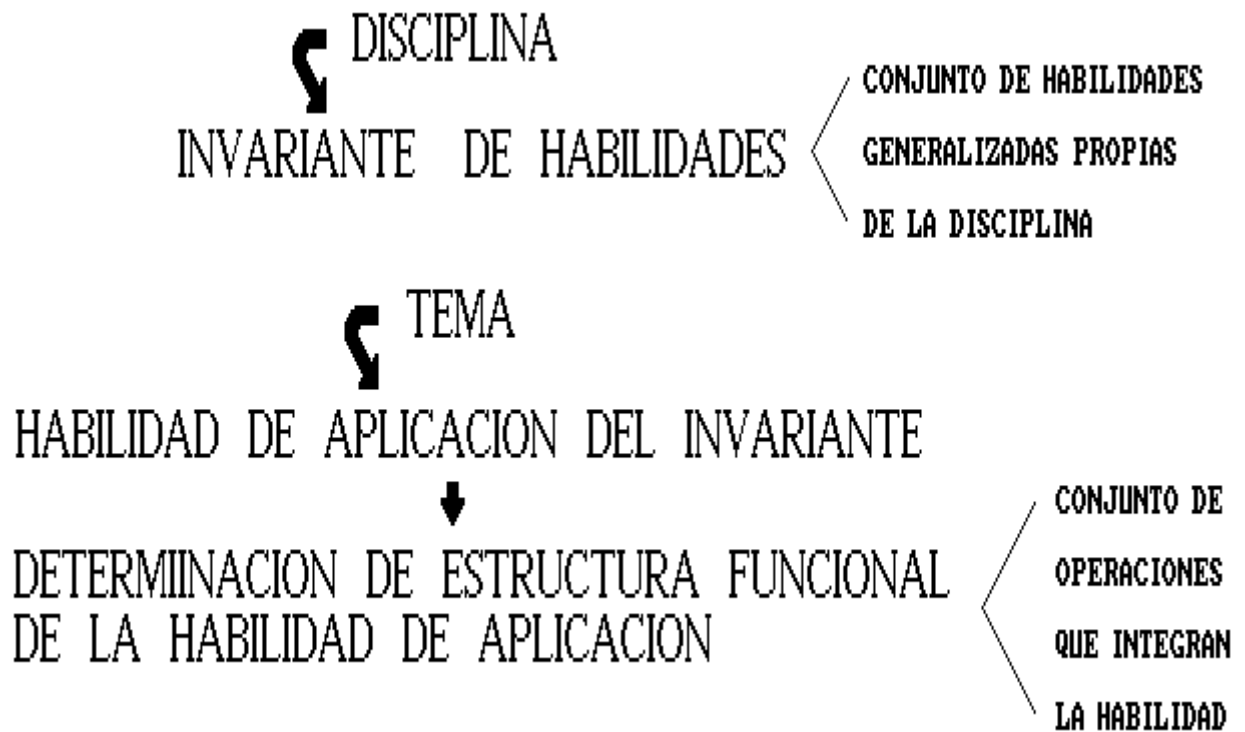 DISCIPLINA
INVARIANTE DE HABILIDADES
CONJUNTO DE HABILIDADES
GENERALIZADAS PROPIAS
DE LA DISCIPLINA
TEMA
HABILIDAD DE APLICACION DEL INVARIANTE
DETERMIINACION DE ESTRUCTURA FUNCIONAL
DE LA HABILIDAD DE APLICACION
CONJUNTO DE
OPERACIONES
QUE INTEGRAN
LA HABILIDAD